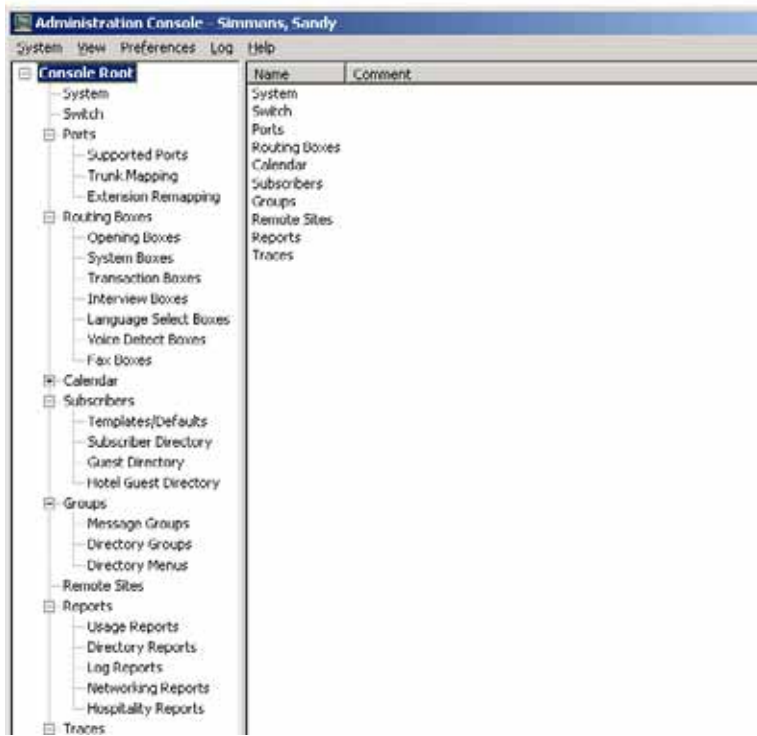 Administration Console - Simmons, Sandy
System View Preferences Log Help
Console Root
System
Switch
Ports
Supported Ports
Trunk Mapping
Extension Remapping
Routing Boxes
Opening Boxes
System Boxes
Transaction Boxes
Interview Boxes
Language Select Boxes
Voice Detect Boxes
Fax Boxes
Calendar
Subscribers
Templates/Defaults
Subscriber Directory
Guest Directory
Hotel Guest Directory
Groups
Message Groups
Directory Groups
Directory Menus
Remote Sites
Reports
Usage Reports
Directory Reports
Log Reports
Networking Reports
Hospitality Reports
Traces
Name Comment
System
Switch
Ports
Routing Boxes
Calendar
Subscribers
Groups
Remote Sites
Reports
Traces